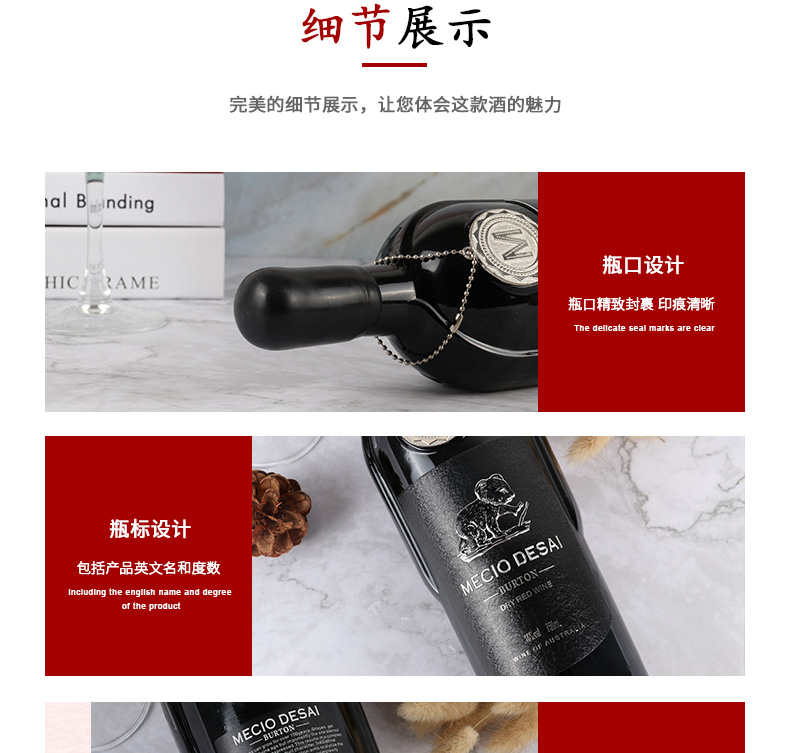 细节展示
完美的细节展示，让您体会这款酒的魅力
nal B nding
HIC RAME
M
瓶口设计
瓶口精致封裹 印痕清晰
The delicate seal marks are clear
瓶标设计
包括产品英文名和度数
Including the english name and degree
of the product
MECIO DESAI
BURTON
DRY RED WINE
750mL
WINE OF AUSTRALIA
MECIO DESAI
BURTON